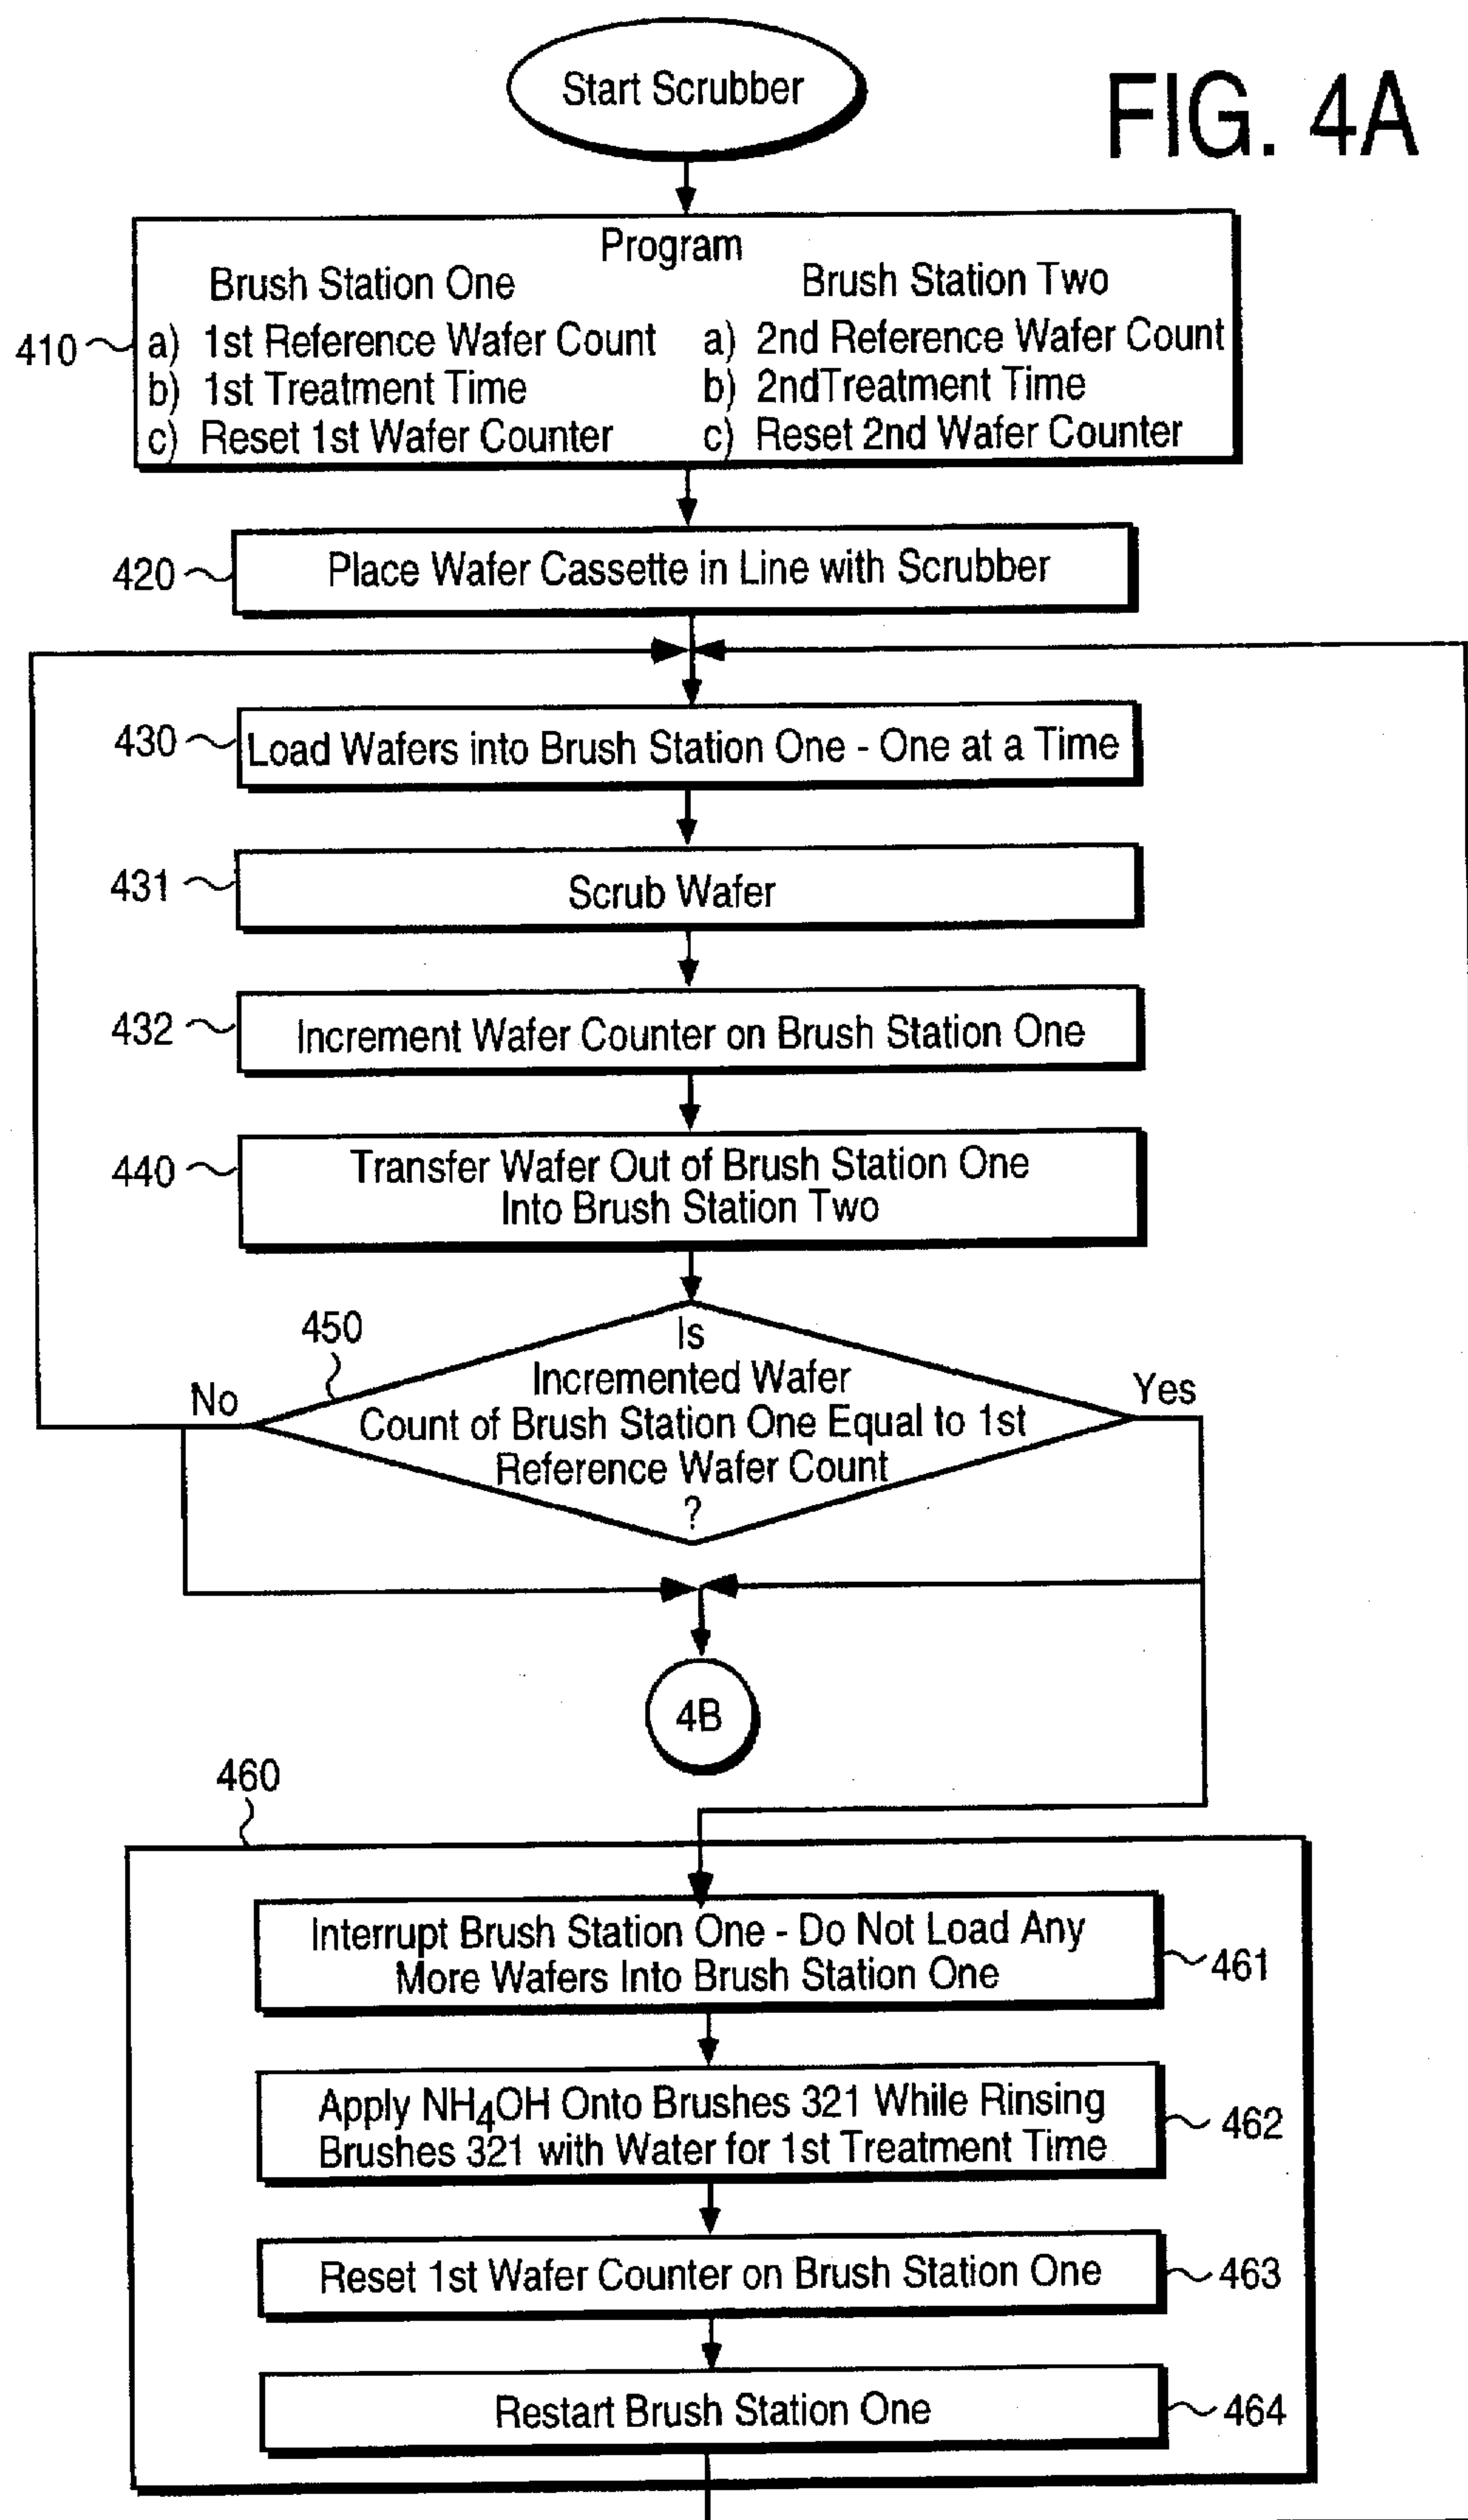 Start Scrubber
FIG. 4A
Program
Brush Station One
Brush Station Two
410
a) 1st Reference Wafer Count
a) 2nd Reference Wafer Count
b) 1st Treatment Time
b) 2ndTreatment Time
c) Reset 1st Wafer Counter
c) Reset 2nd Wafer Counter
420
Place Wafer Cassette in Line with Scrubber
430
Load Wafers into Brush Station One - One at a Time
431
Scrub Wafer
432
Increment Wafer Counter on Brush Station One
440
Transfer Wafer Out of Brush Station One
Into Brush Station Two
450
Is
Incremented Wafer
Count of Brush Station One Equal to 1st
Reference Wafer Count
?
No
Yes
4B
460
Interrupt Brush Station One - Do Not Load Any
More Wafers Into Brush Station One
461
Apply NH4OH Onto Brushes 321 While Rinsing
Brushes 321 with Water for 1st Treatment Time
462
Reset 1st Wafer Counter on Brush Station One
463
Restart Brush Station One
464